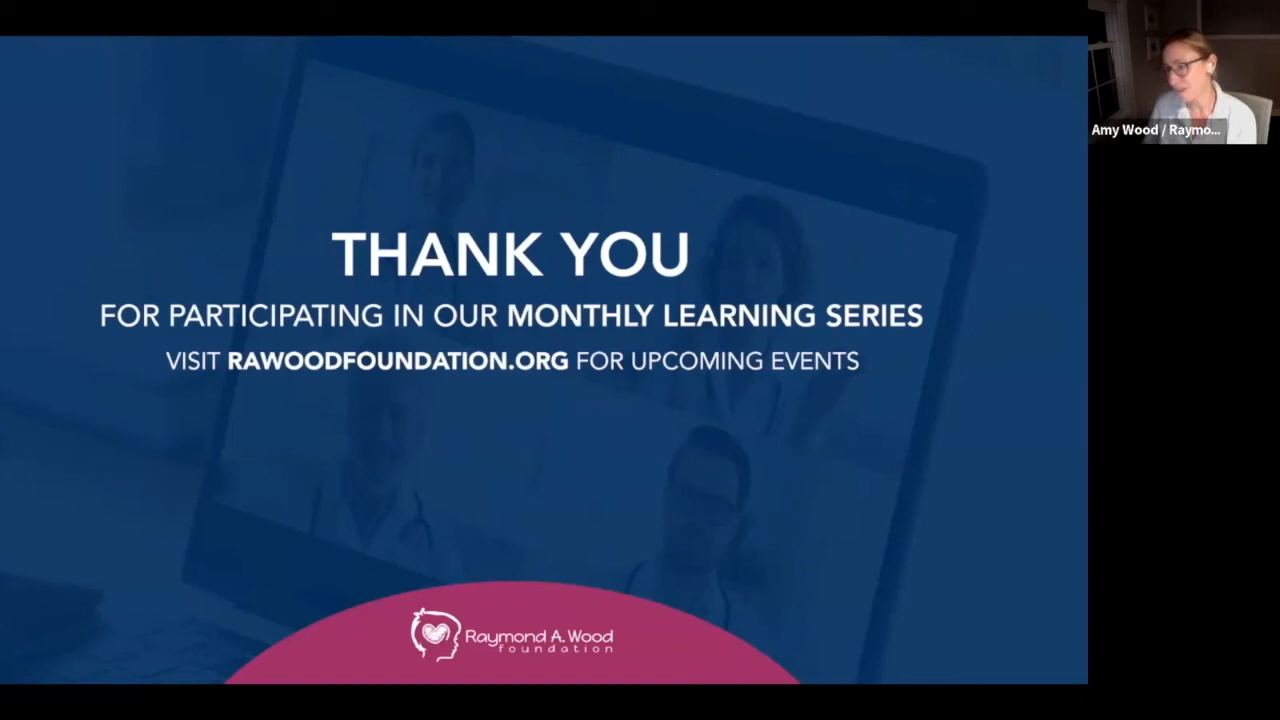 THANK YOU
FOR PARTICIPATING IN OUR MONTHLY LEARNING SERIES
VISIT RAWOODFOUNDATION.ORG FOR UPCOMING EVENTS
Raymond A. Wood
foundation
Amy Wood / Raymo...